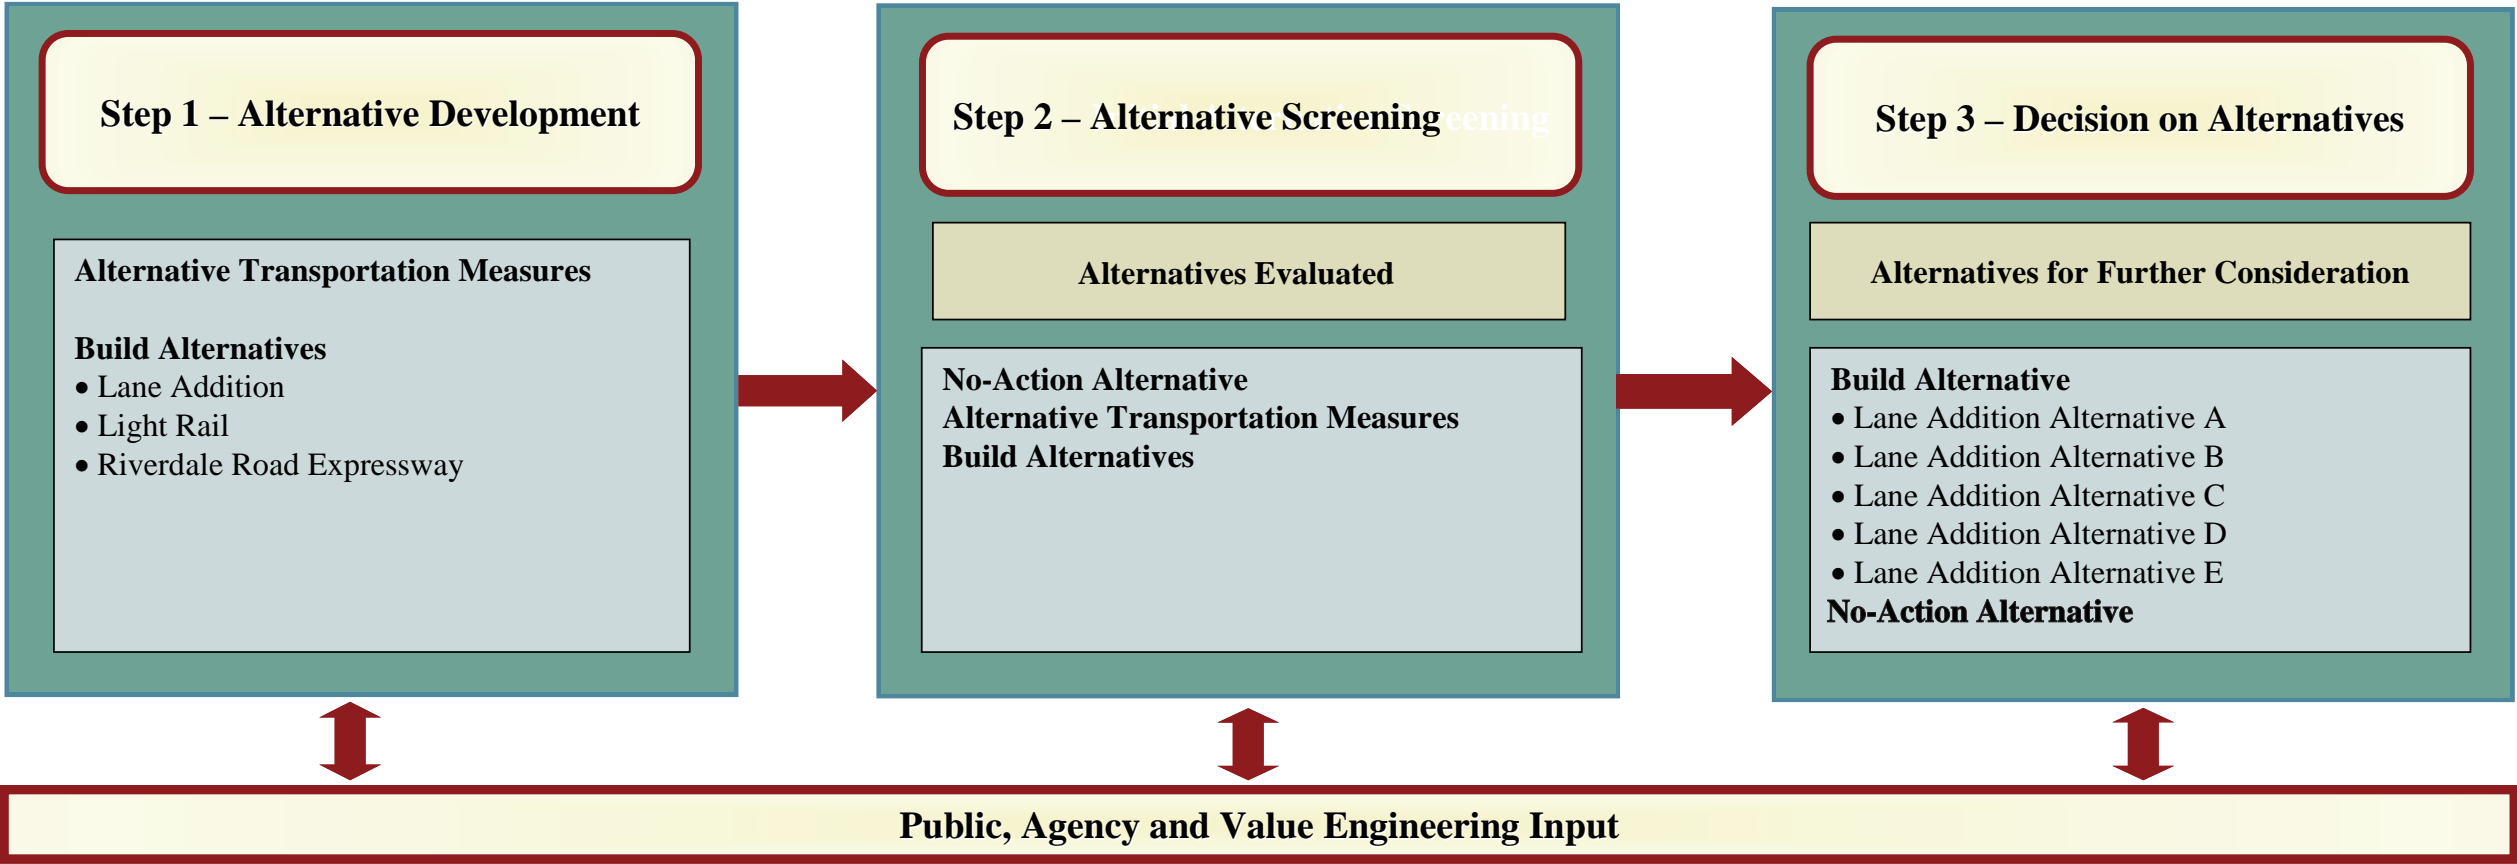 Step 1 – Alternative Development
Alternative Transportation Measures
Build Alternatives
• Lane Addition
• Light Rail
• Riverdale Road Expressway
Step 2 – Alternative Screening
Alternatives Evaluated
No-Action Alternative
Alternative Transportation Measures
Build Alternatives
Step 3 – Decision on Alternatives
Alternatives for Further Consideration
Build Alternative
• Lane Addition Alternative A
• Lane Addition Alternative B
• Lane Addition Alternative C
• Lane Addition Alternative D
• Lane Addition Alternative E
No-Action Alternative
Public, Agency and Value Engineering Input